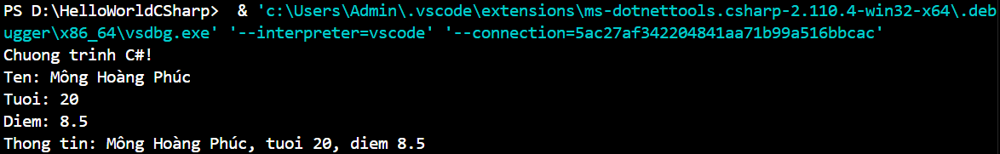 PS D:\HelloWorldCSharp>  & 'c:\Users\Admin\.vscode\extensions\ms-dotnettools.csharp-2.110.4-win32-x64\.deb
ugger\x86_64\vsdbg.exe' '--interpreter=vscode' '--connection=5ac27af342204841aa71b99a516bbcac'
Chuong trinh C#!
Ten: Mông Hoàng Phúc
Tuoi: 20
Diem: 8.5
Thong tin: Mông Hoàng Phúc, tuoi 20, diem 8.5